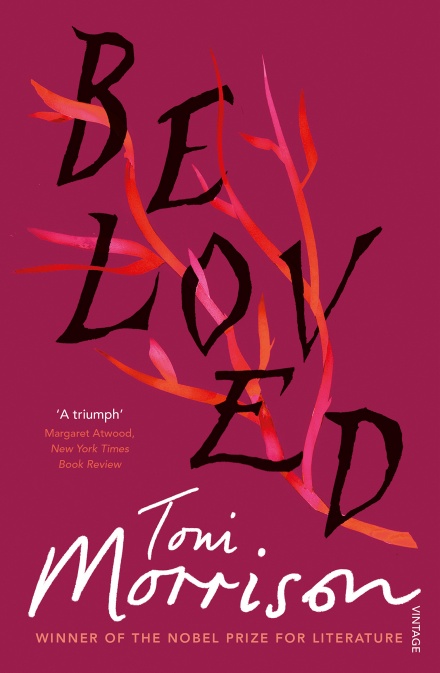 BE
LOV
ED
'A triumph'
Margaret Atwood,
New York Times
Book Review
Toni
Morrison
WINNER OF THE NOBEL PRIZE FOR LITERATURE
VINTAGE